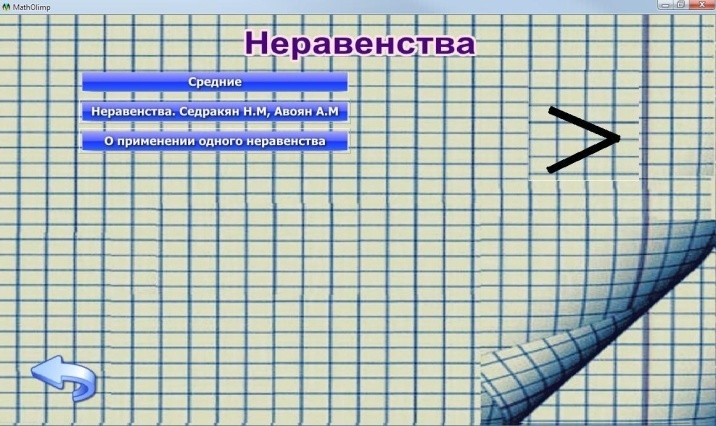 MathOlimp
Неравенства
Средние
Неравенства. Седракян Н.М, Авоян А.М
О применении одного неравенства
>